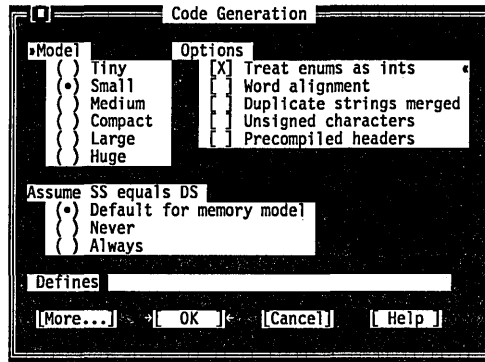 [■] Code Generation
»Model
( ) Tiny
(•) Small
( ) Medium
( ) Compact
( ) Large
( ) Huge
Options
[X] Treat enums as ints «
[ ] Word alignment
[ ] Duplicate strings merged
[ ] Unsigned characters
[ ] Precompiled headers
Assume SS equals DS
(•) Default for memory model
( ) Never
( ) Always
Defines
[More...] →[ OK ]← [Cancel] [ Help ]